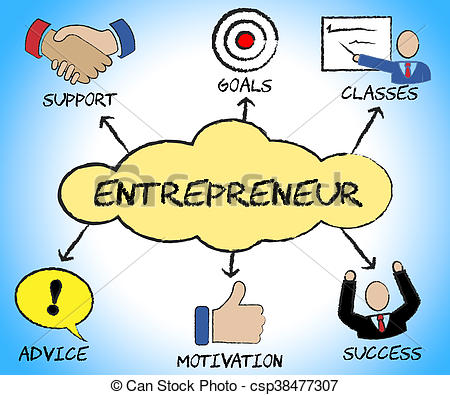 GOALS
SUPPORT
CLASSES
ENTREPRENEUR
!
ADVICE
MOTIVATION
SUCCESS
© Can Stock Photo - csp38477307